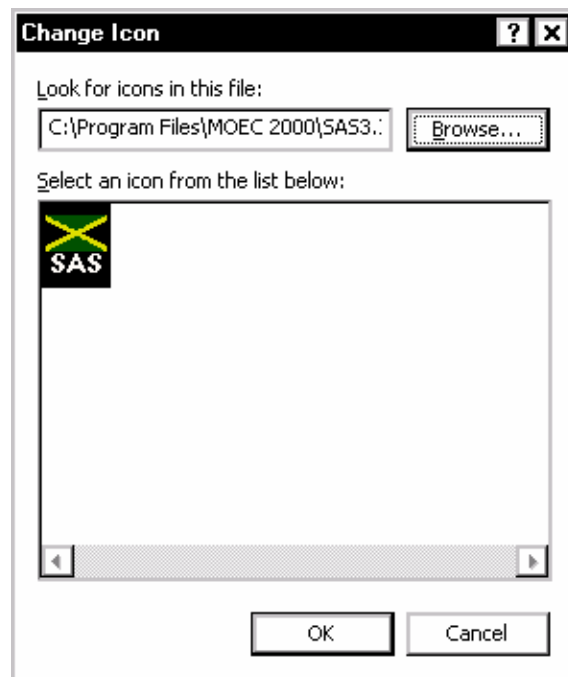 Change Icon
Look for icons in this file:
C:\Program Files\MOEC 2000\SAS3.
Browse...
Select an icon from the list below:
SAS
OK
Cancel